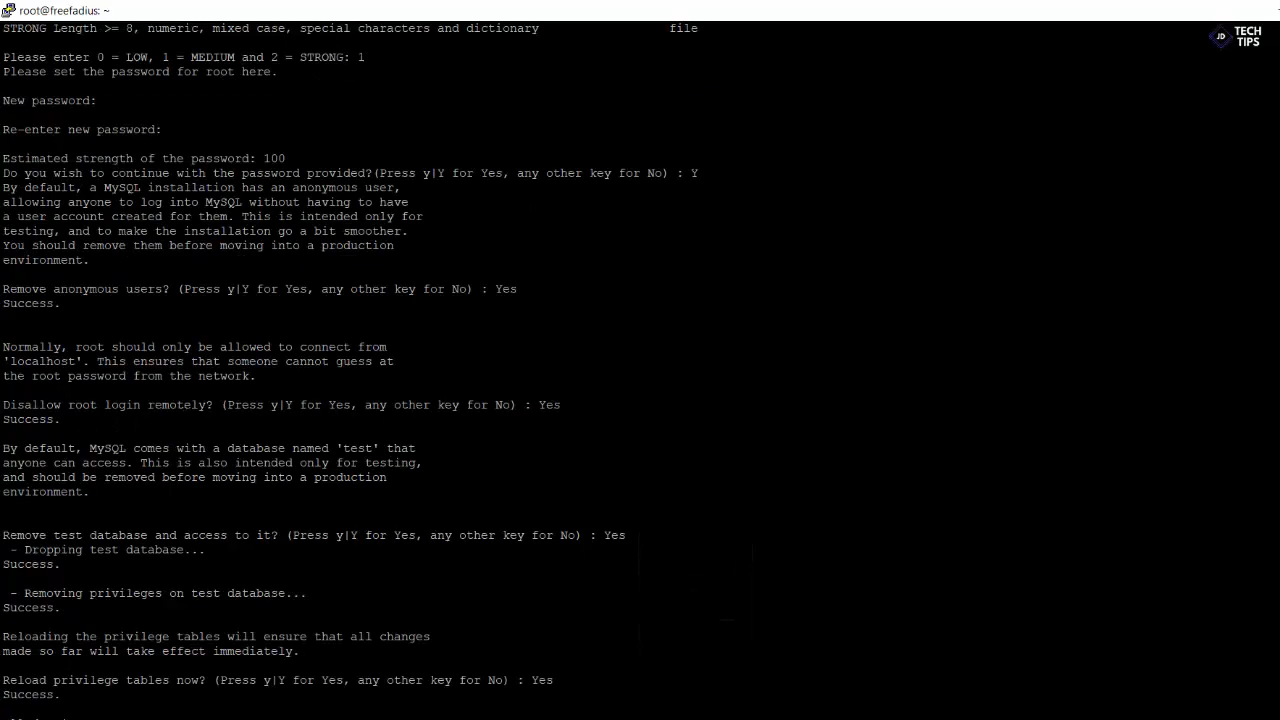 root@freefadius: ~
STRONG Length >= 8, numeric, mixed case, special characters and dictionary                  file
JD TECH TIPS
Please enter 0 = LOW, 1 = MEDIUM and 2 = STRONG: 1
Please set the password for root here.
New password:
Re-enter new password:
Estimated strength of the password: 100
Do you wish to continue with the password provided?(Press y|Y for Yes, any other key for No) : Y
By default, a MySQL installation has an anonymous user,
allowing anyone to log into MySQL without having to have
a user account created for them. This is intended only for
testing, and to make the installation go a bit smoother.
You should remove them before moving into a production
environment.
Remove anonymous users? (Press y|Y for Yes, any other key for No) : Yes
Success.
Normally, root should only be allowed to connect from
'localhost'. This ensures that someone cannot guess at
the root password from the network.
Disallow root login remotely? (Press y|Y for Yes, any other key for No) : Yes
Success.
By default, MySQL comes with a database named 'test' that
anyone can access. This is also intended only for testing,
and should be removed before moving into a production
environment.
Remove test database and access to it? (Press y|Y for Yes, any other key for No) : Yes
 - Dropping test database...
Success.
 - Removing privileges on test database...
Success.
Reloading the privilege tables will ensure that all changes
made so far will take effect immediately.
Reload privilege tables now? (Press y|Y for Yes, any other key for No) : Yes
Success.